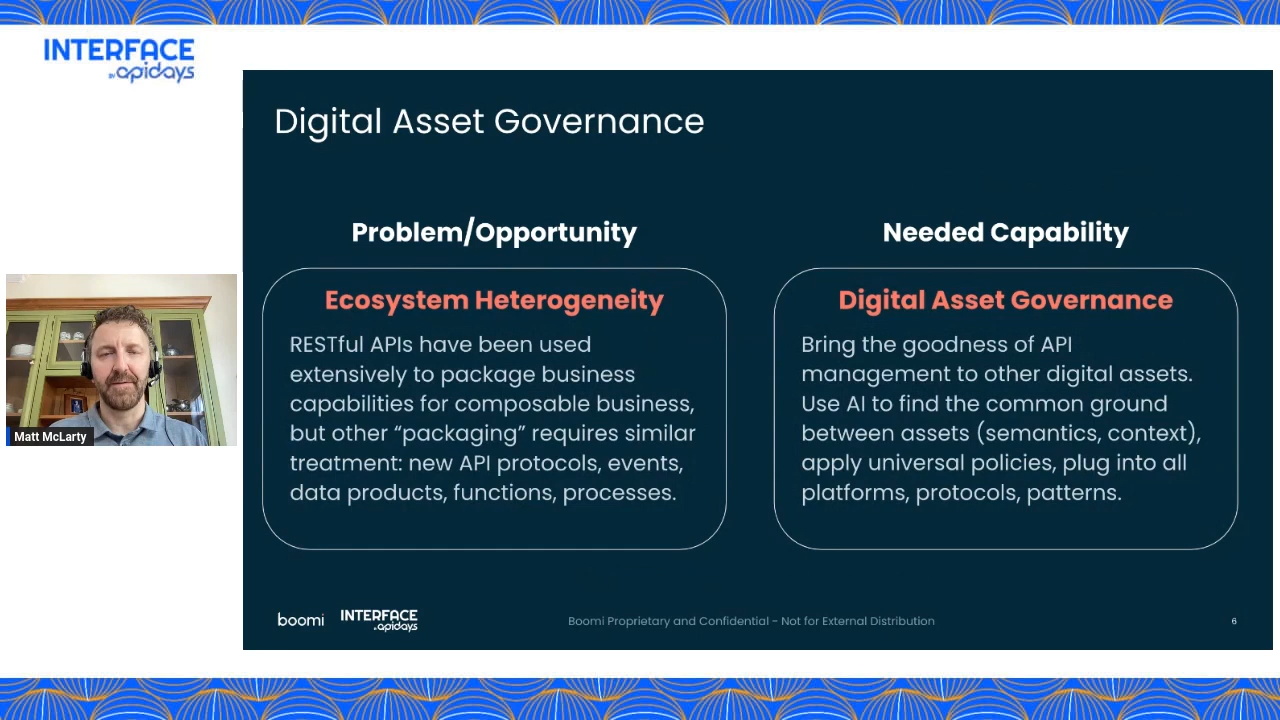 INTERFACE
BY apidays
Digital Asset Governance
Problem/Opportunity
Ecosystem Heterogeneity
RESTful APIs have been used
extensively to package business
capabilities for composable business,
but other “packaging” requires similar
treatment: new API protocols, events,
data products, functions, processes.
Needed Capability
Digital Asset Governance
Bring the goodness of API
management to other digital assets.
Use AI to find the common ground
between assets (semantics, context),
apply universal policies, plug into all
platforms, protocols, patterns.
Matt McLarty
boomi
INTERFACE
BY apidays
Boomi Proprietary and Confidential - Not for External Distribution
6